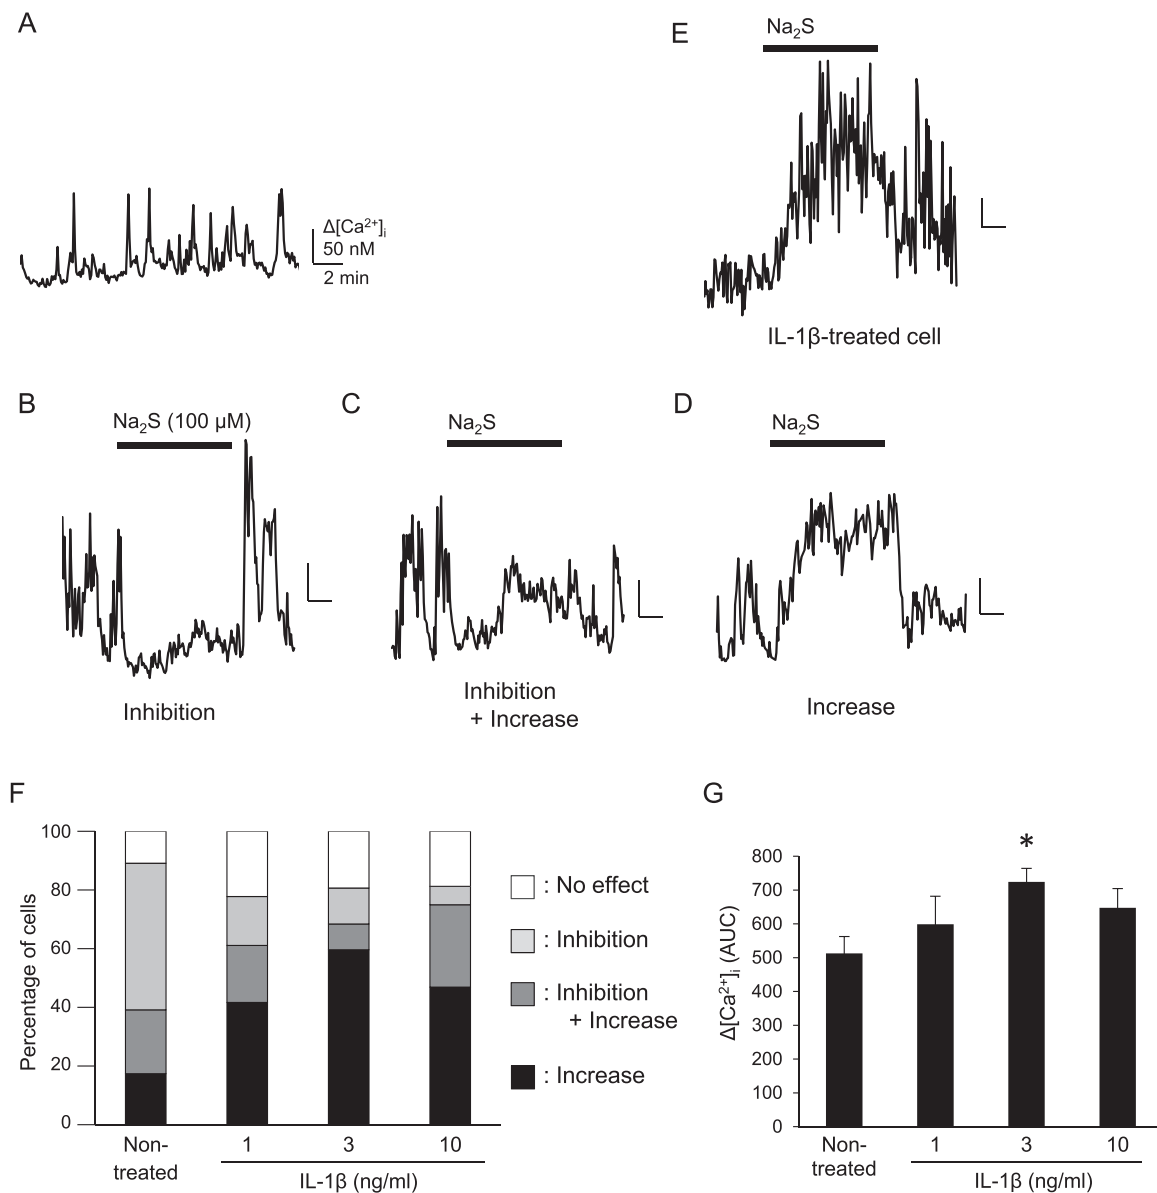 A
Δ[Ca²⁺]ᵢ
50 nM
2 min
E
Na₂S
IL-1β-treated cell
B
Na₂S (100 μM)
Inhibition
C
Na₂S
Inhibition
+ Increase
D
Na₂S
Increase
F
Percentage of cells
100
80
60
40
20
0
Non-
treated
1
3
10
IL-1β (ng/ml)
: No effect
: Inhibition
: Inhibition
+ Increase
: Increase
G
Δ[Ca²⁺]ᵢ (AUC)
800
700
600
500
400
300
200
100
0
*
Non-
treated
1
3
10
IL-1β (ng/ml)